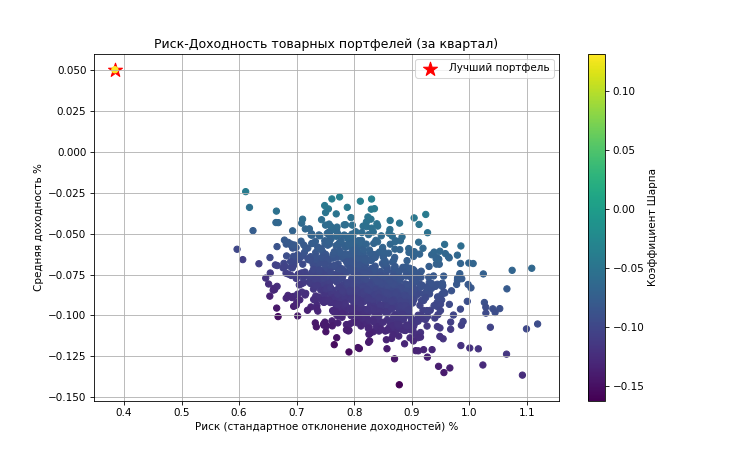 Риск-Доходность товарных портфелей (за квартал)
Лучший портфель
Средняя доходность %
0.050
0.025
0.000
−0.025
−0.050
−0.075
−0.100
−0.125
−0.150
0.4 0.5 0.6 0.7 0.8 0.9 1.0 1.1
Риск (стандартное отклонение доходностей) %
0.10
0.05
0.00
−0.05
−0.10
−0.15
Коэффициент Шарпа